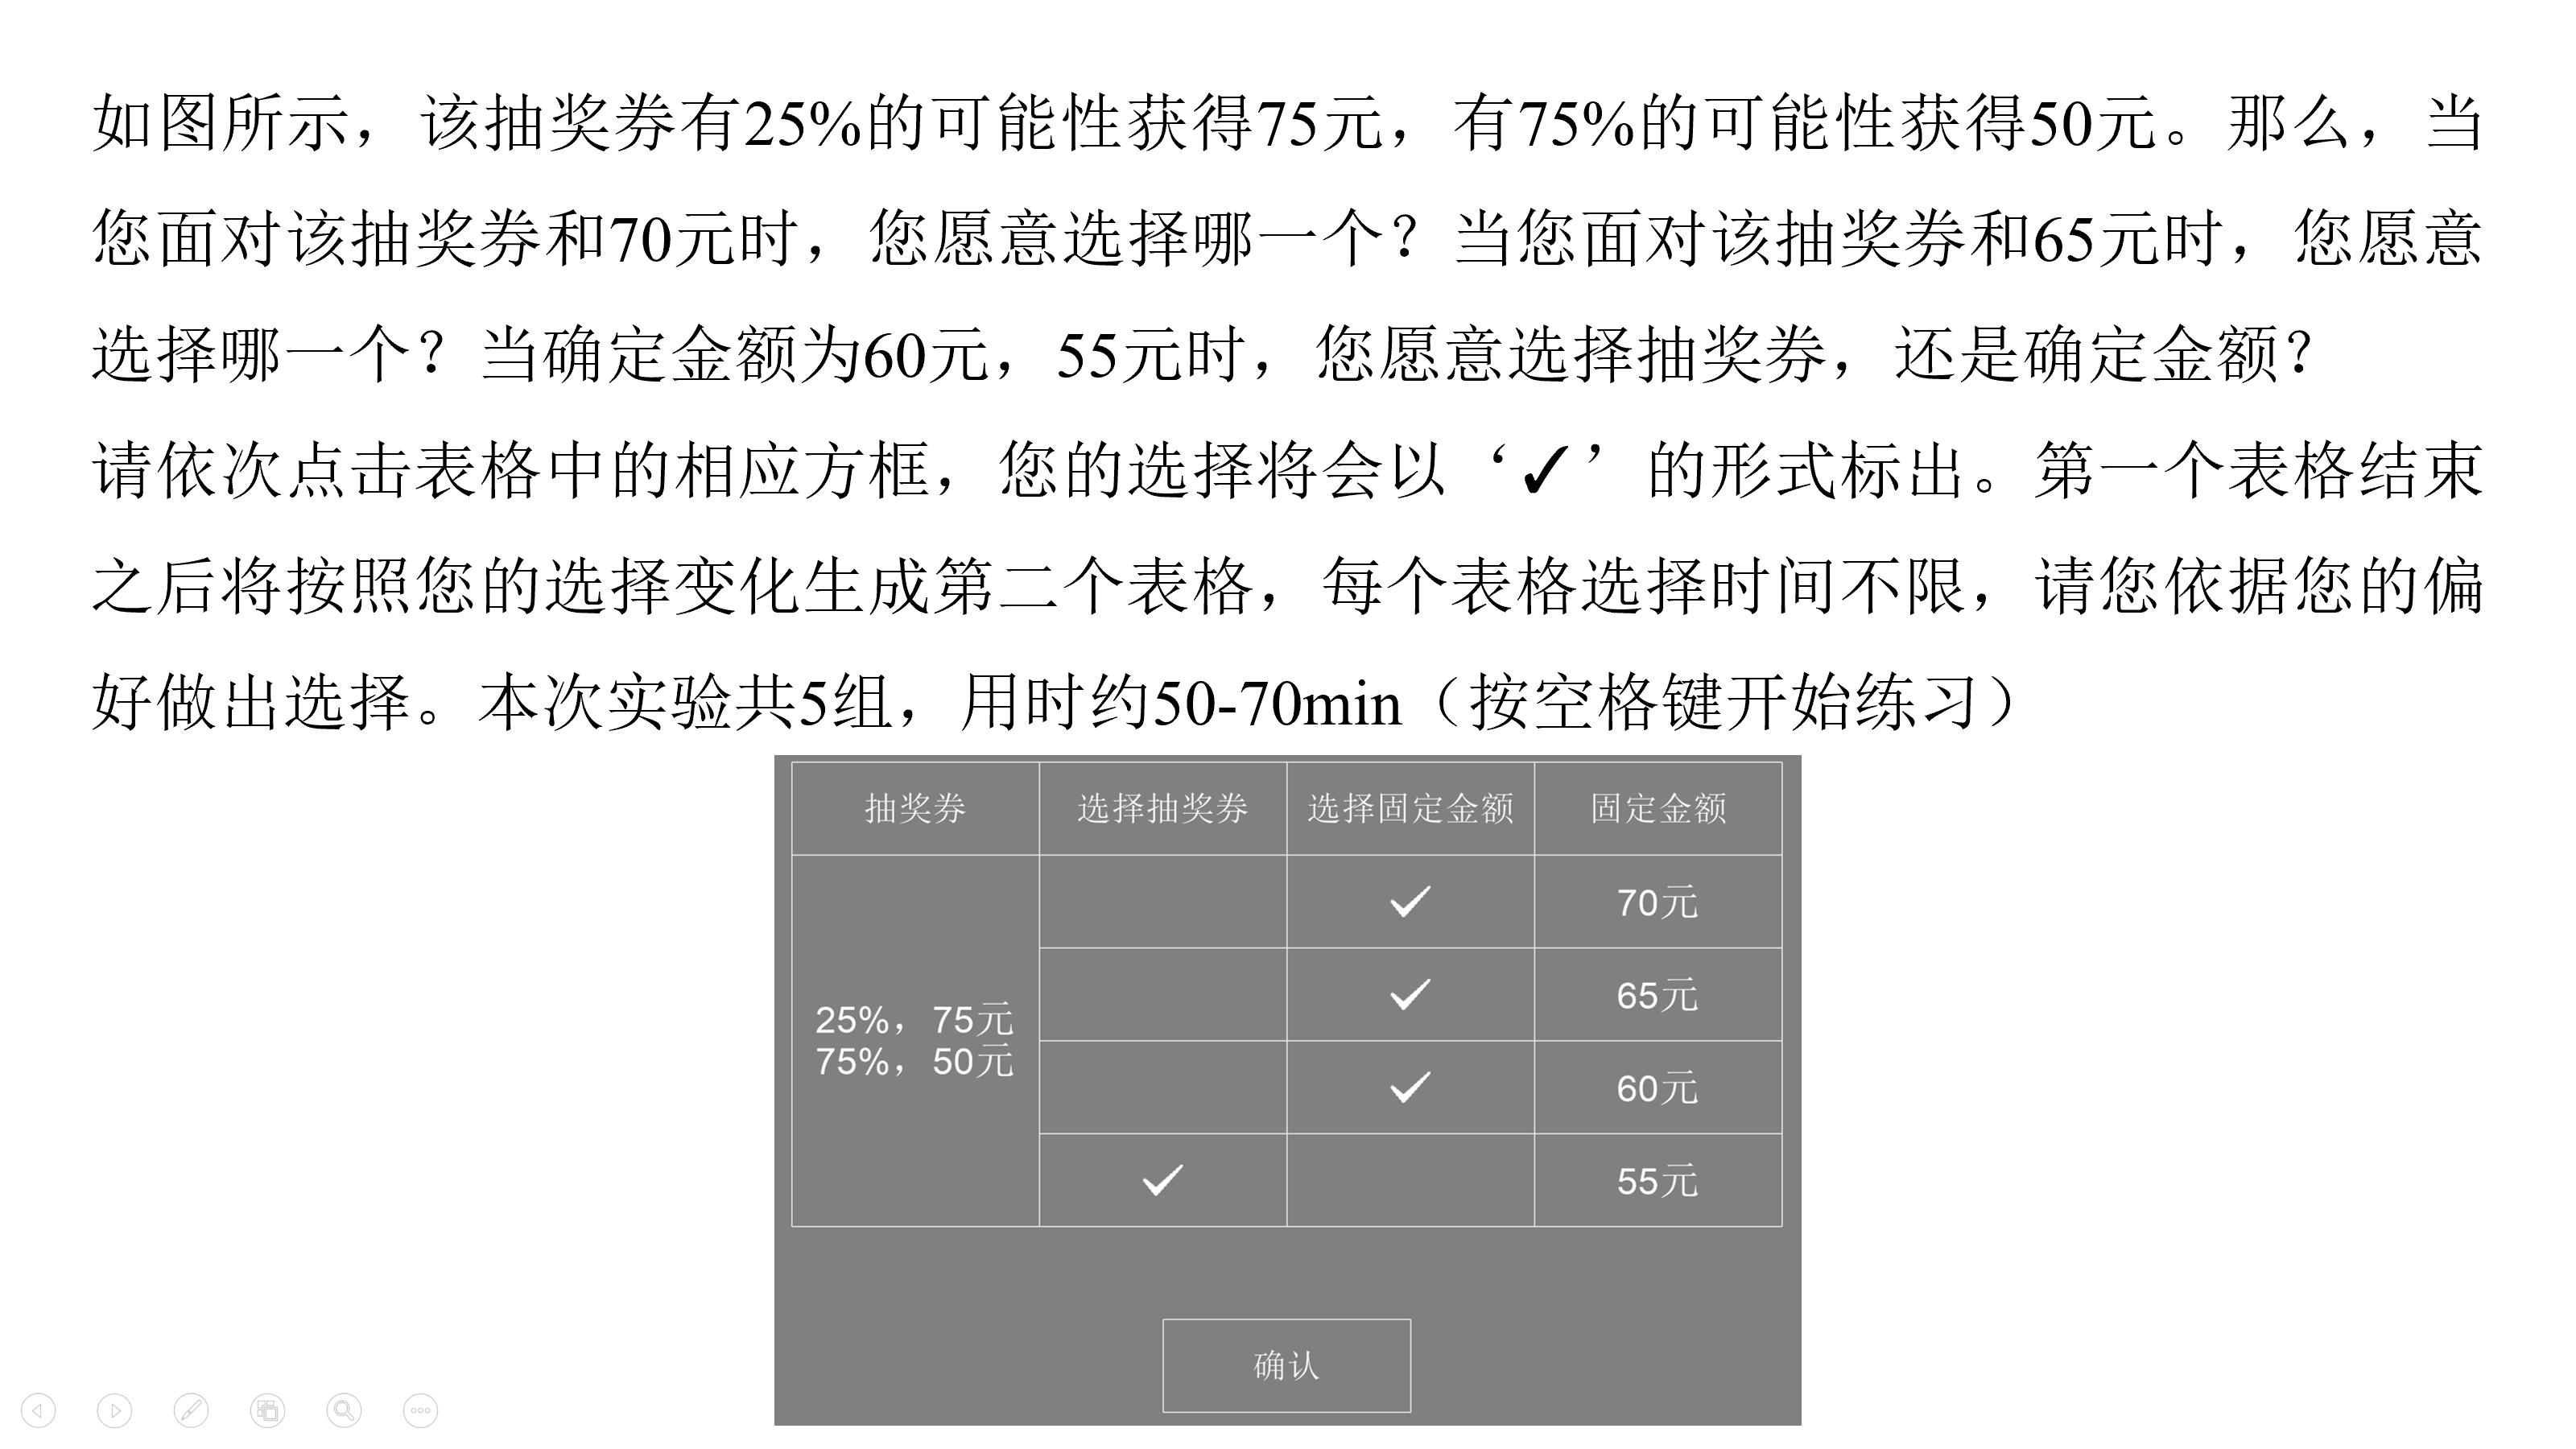 如图所示，该抽奖券有25%的可能性获得75元，有75%的可能性获得50元。那么，当
您面对该抽奖券和70元时，您愿意选择哪一个？当您面对该抽奖券和65元时，您愿意
选择哪一个？当确定金额为60元，55元时，您愿意选择抽奖券，还是确定金额？
请依次点击表格中的相应方框，您的选择将会以‘✓’的形式标出。第一个表格结束
之后将按照您的选择变化生成第二个表格，每个表格选择时间不限，请您依据您的偏
好做出选择。本次实验共5组，用时约50-70min（按空格键开始练习）
抽奖券 选择抽奖券 选择固定金额 固定金额
✓ 70元
✓ 65元
25%，75元
75%，50元
✓ 60元
✓ 55元
确认